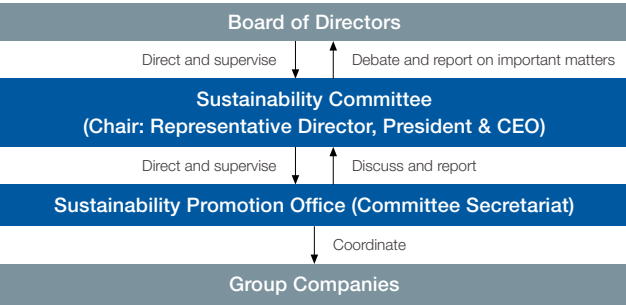 Board of Directors
Direct and supervise
Debate and report on important matters
Sustainability Committee
(Chair: Representative Director, President & CEO)
Direct and supervise
Discuss and report
Sustainability Promotion Office (Committee Secretariat)
Coordinate
Group Companies